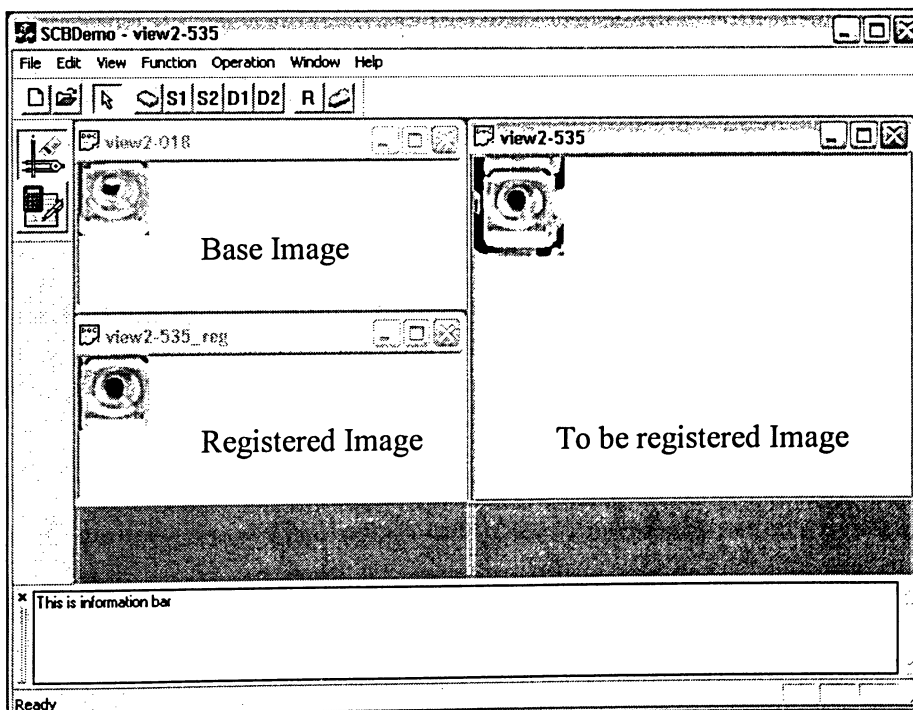 SCBDemo - view2-535
File Edit View Function Operation Window Help
S1 S2 D1 D2 R
view2-018
Base Image
view2-535
To be registered Image
view2-535_reg
Registered Image
This is information bar
Ready